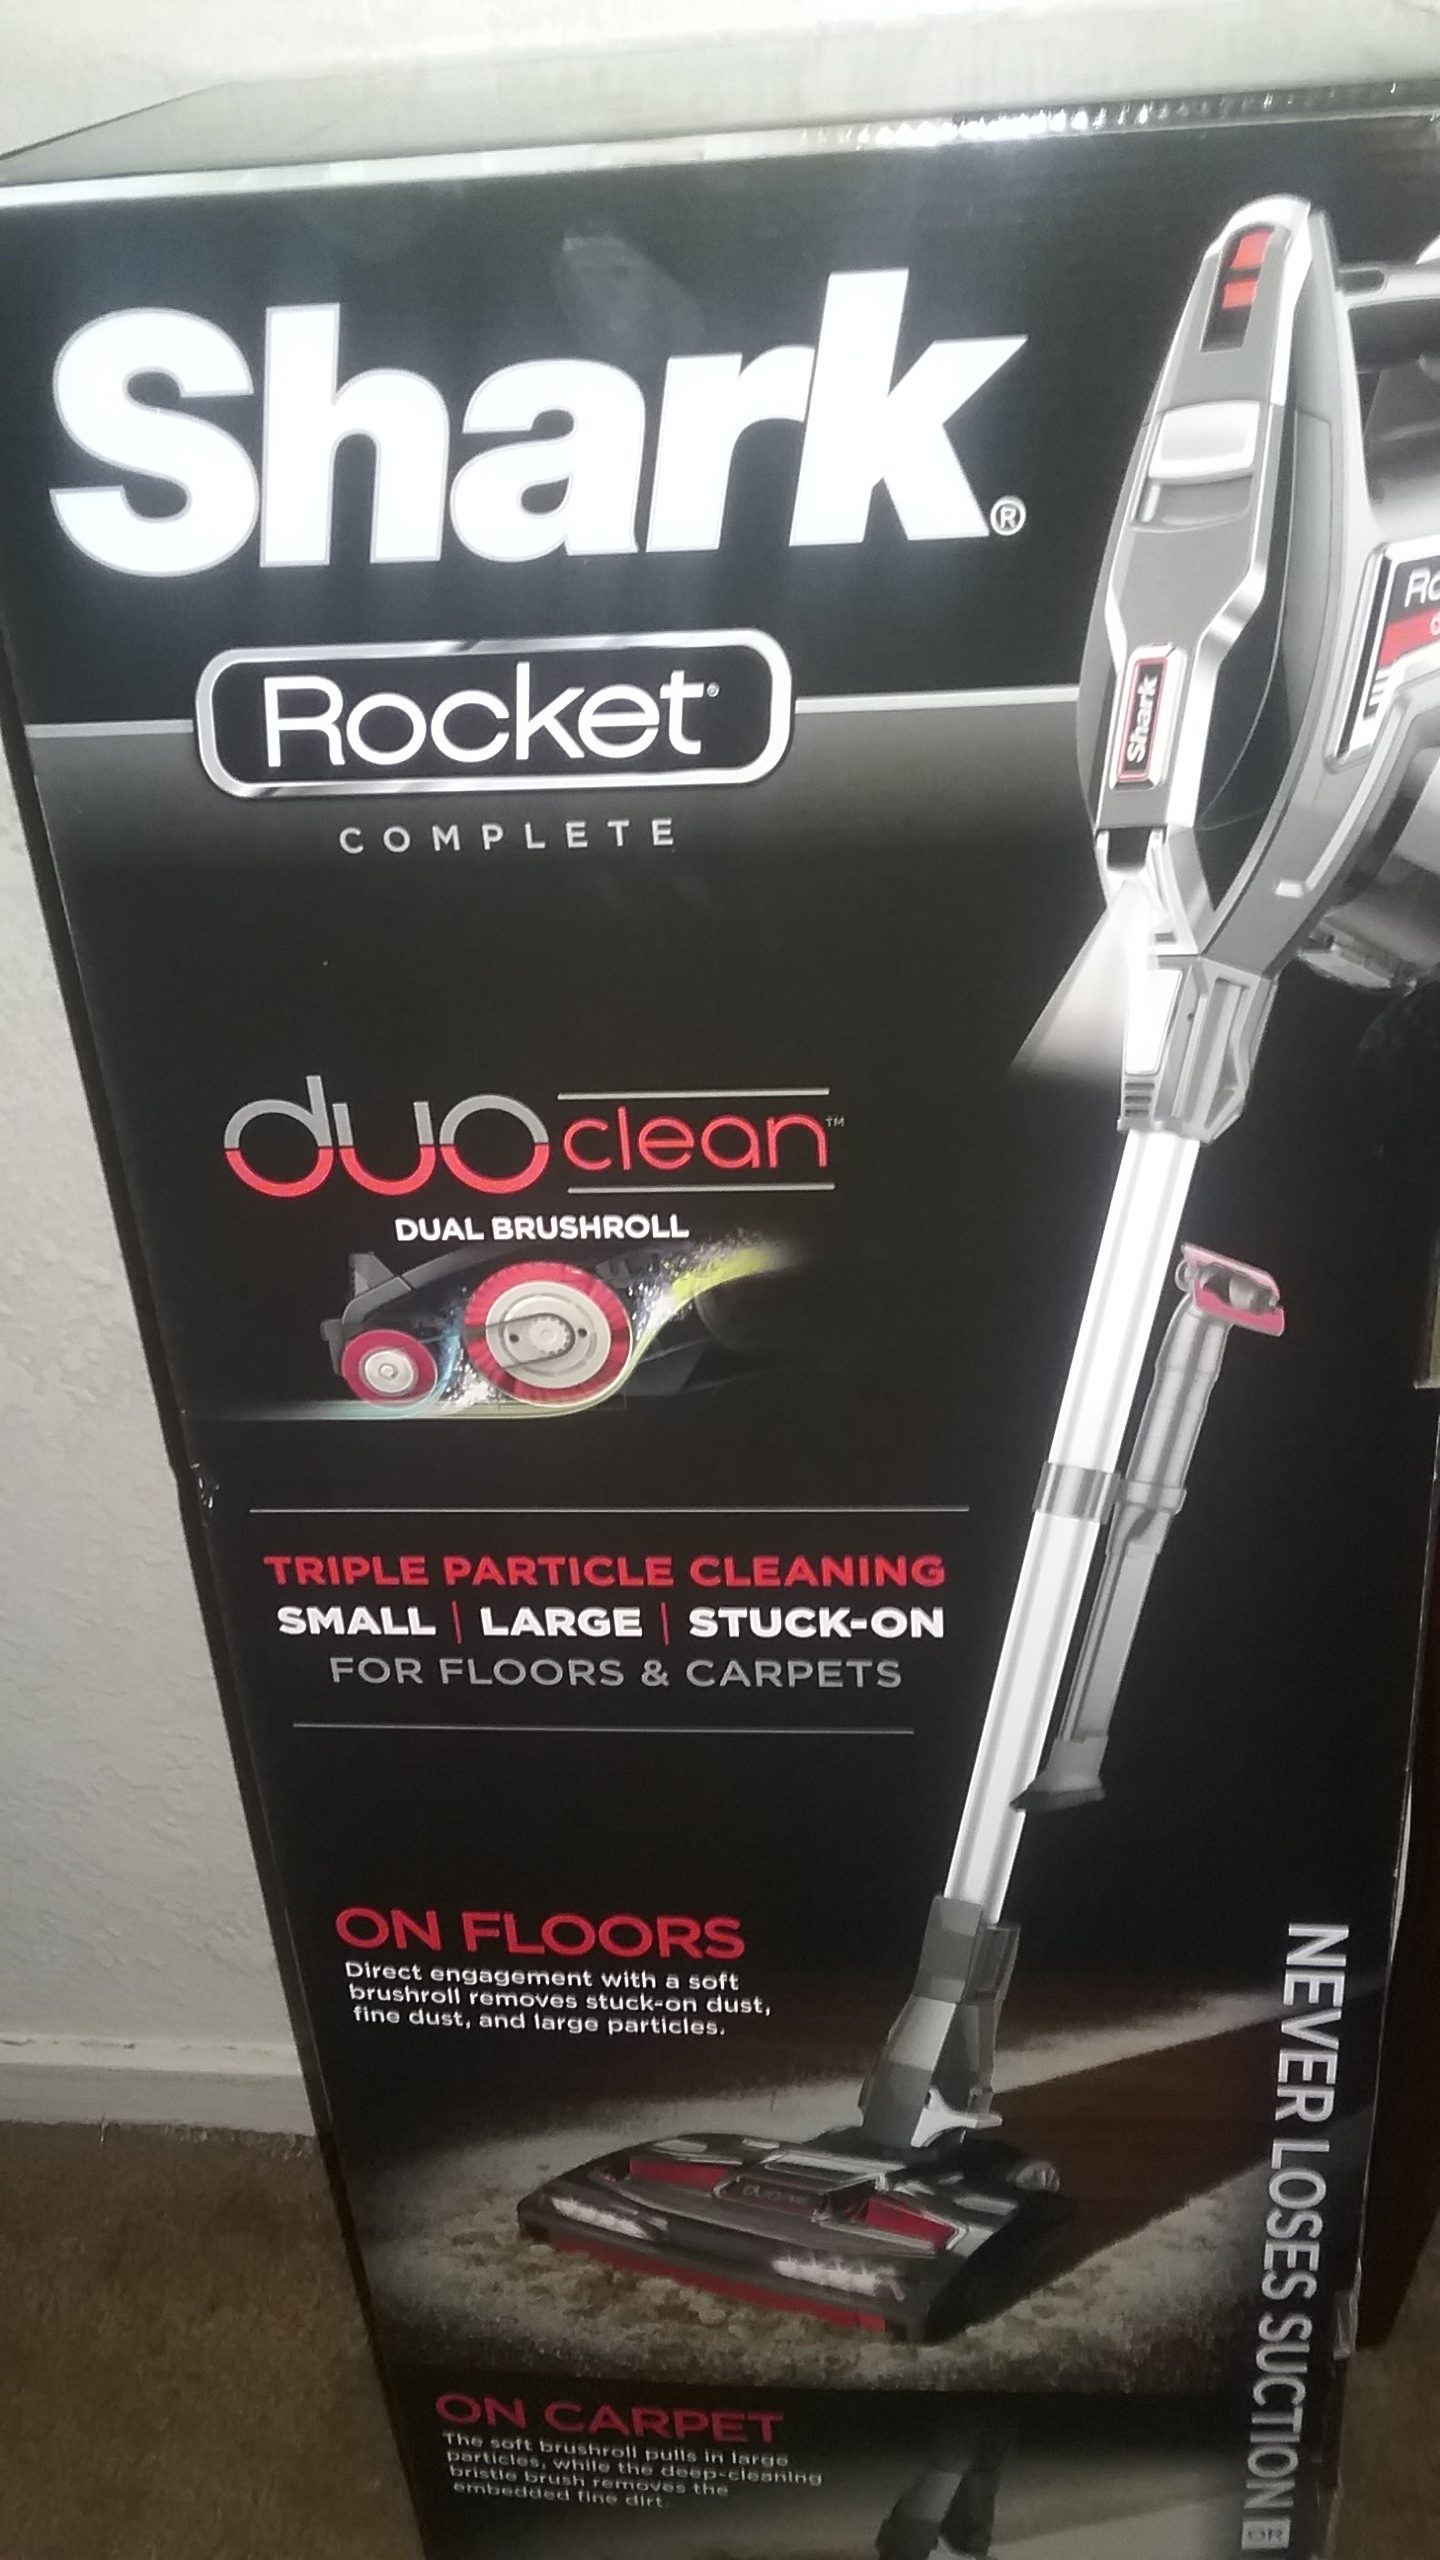 Shark®
Rocket®
COMPLETE
Shark
duo clean™
DUAL BRUSHROLL
TRIPLE PARTICLE CLEANING
SMALL | LARGE | STUCK-ON
FOR FLOORS & CARPETS
ON FLOORS
Direct engagement with a soft
brushroll removes stuck-on dust,
fine dust, and large particles.
NEVER LOSES SUCTION
ON CARPET
The soft brushroll pulls in large
particles, while the deep-cleaning
bristle brush removes the
embedded fine dirt.